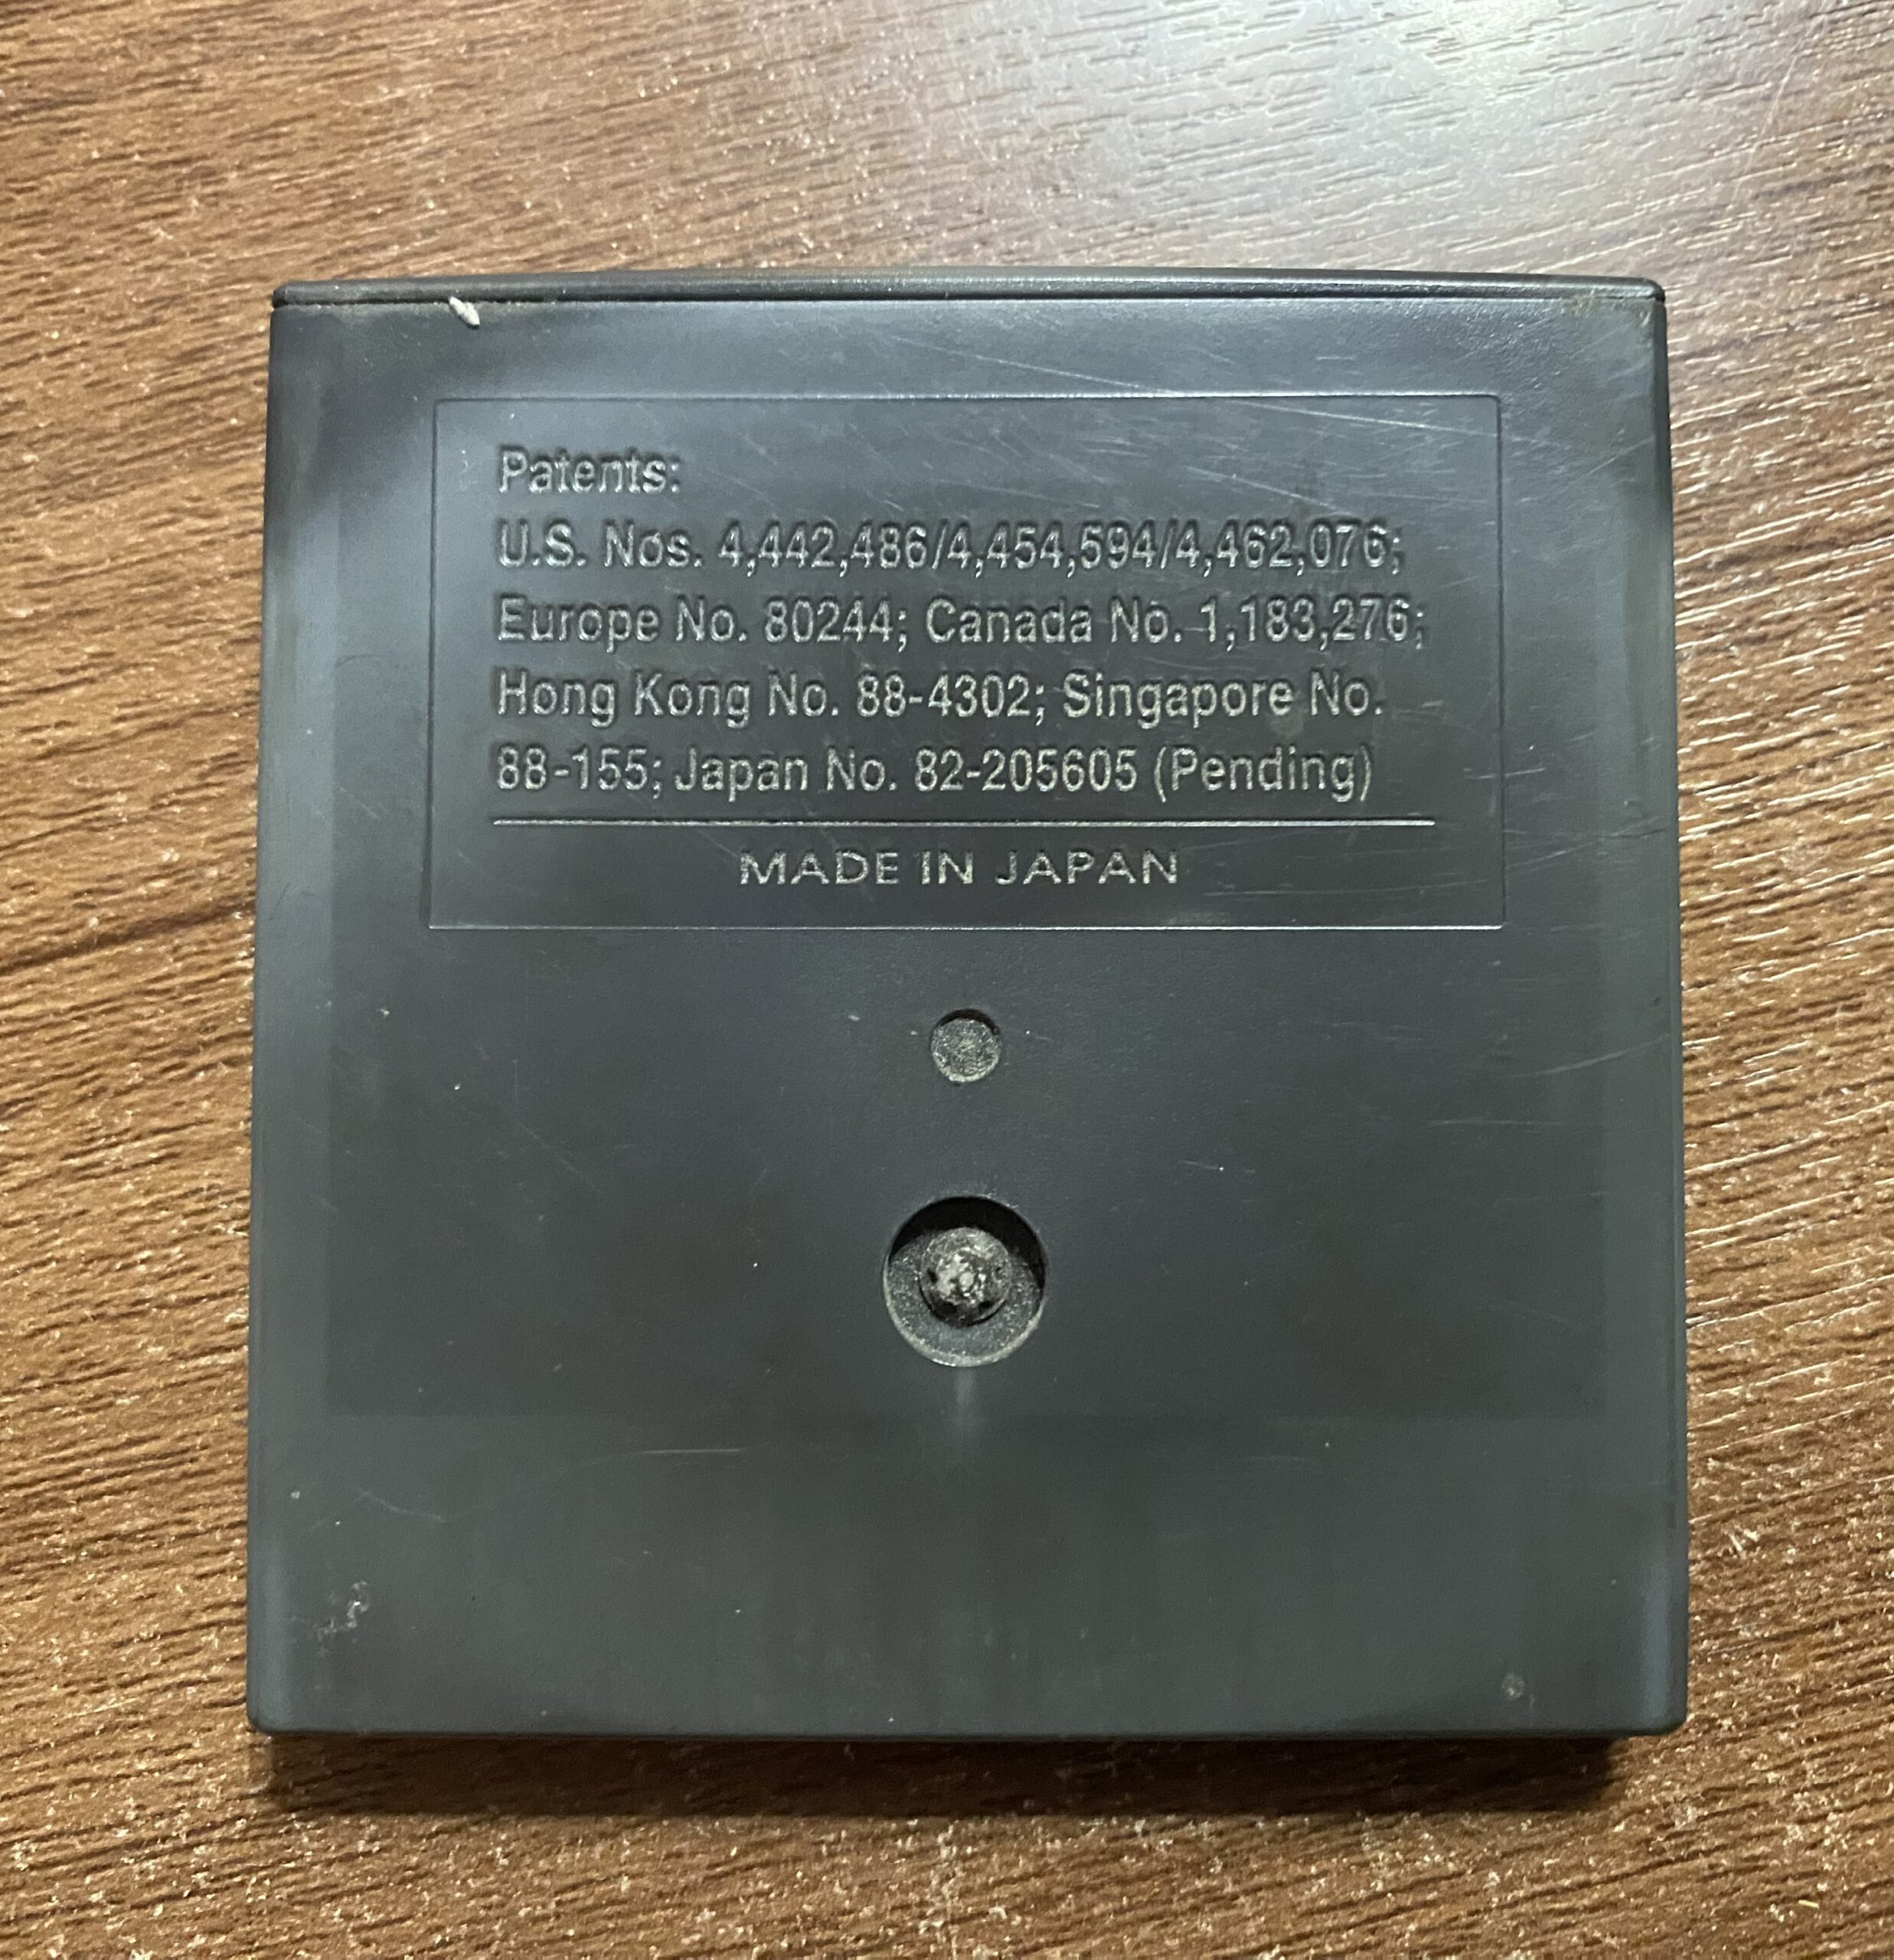 Patents:
U.S. Nos. 4,442,486/4,454,594/4,462,076;
Europe No. 80244; Canada No. 1,183,276;
Hong Kong No. 88-4302; Singapore No.
88-155; Japan No. 82-205605 (Pending)
MADE IN JAPAN